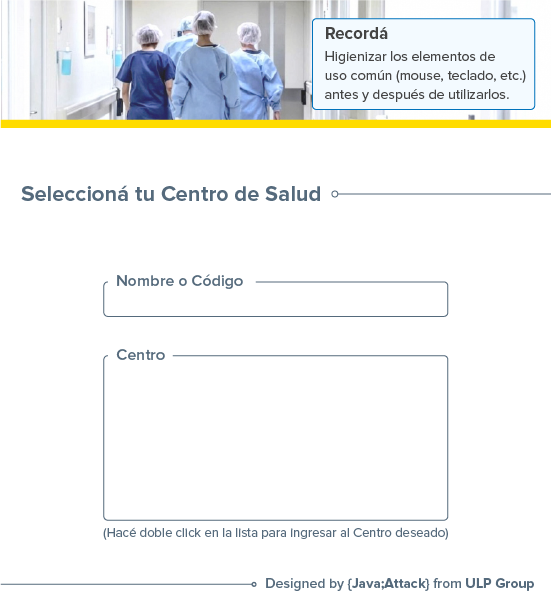 Recordá
Higienizar los elementos de
uso común (mouse, teclado, etc.)
antes y después de utilizarlos.
Seleccioná tu Centro de Salud
Nombre o Código
Centro
(Hacé doble click en la lista para ingresar al Centro deseado)
Designed by {Java;Attack} from ULP Group